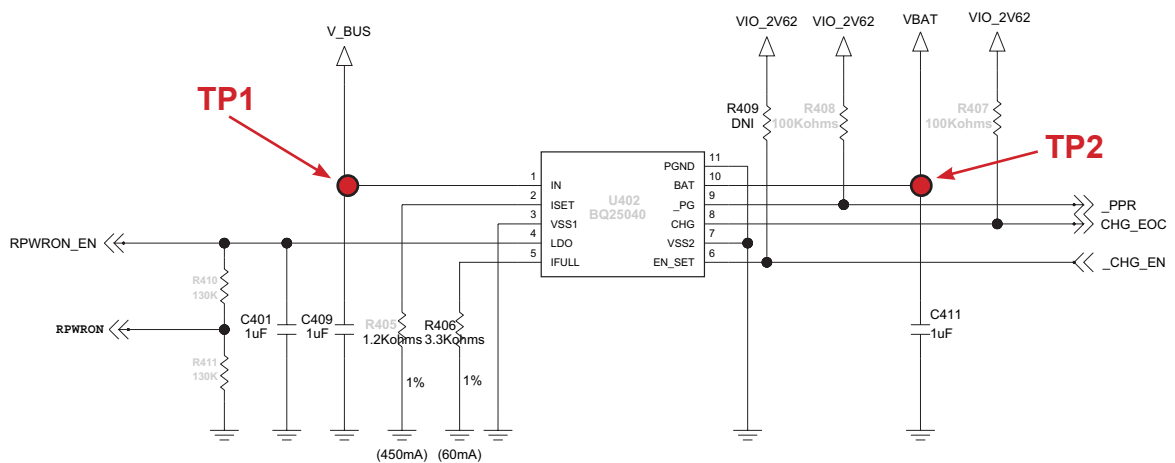 VIO_2V62
VIO_2V62
VBAT
VIO_2V62
V_BUS
TP1
R409
DNI
R408
100Kohms
R407
100Kohms
TP2
PGND
11
1
IN
BAT
10
2
ISET
U402
BQ25040
_PG
9
_PPR
3
VSS1
CHG
8
CHG_EOC
RPWRON_EN
4
LDO
VSS2
7
5
IFULL
EN_SET
6
_CHG_EN
R410
130K
RPWRON
C401
1uF
C409
1uF
R405
1.2Kohms
R406
3.3Kohms
C411
1uF
R411
130K
1%
1%
(450mA)
(60mA)